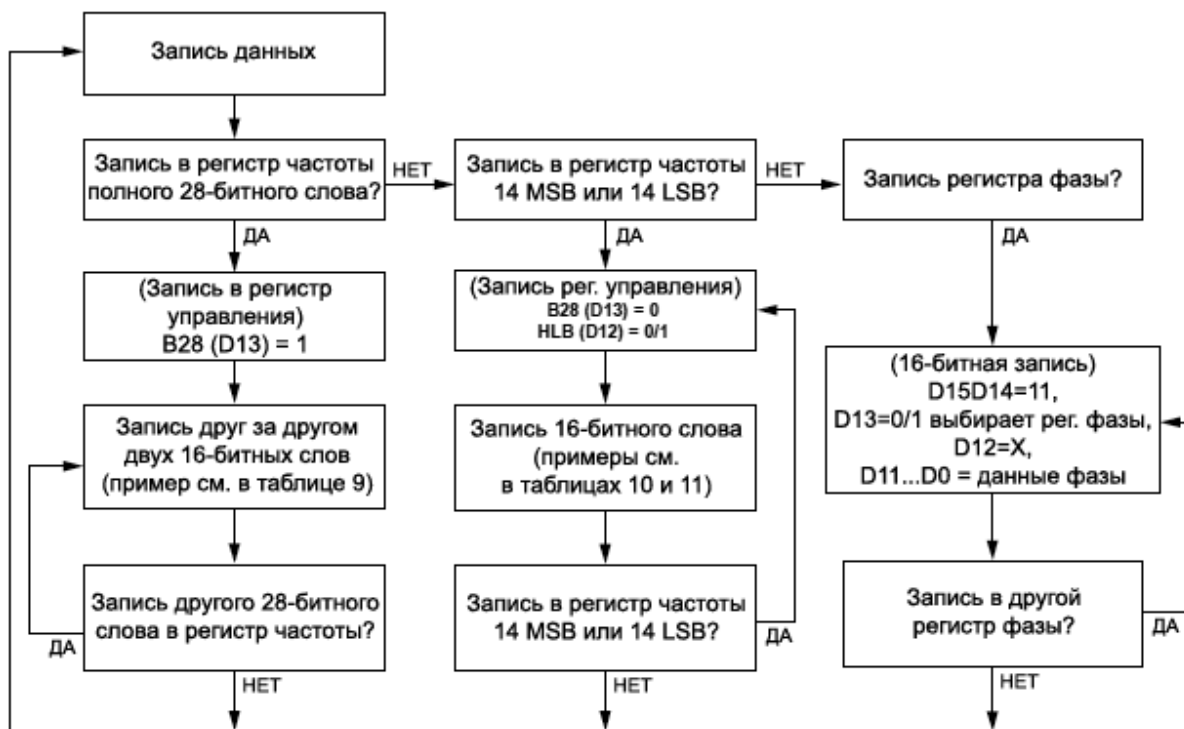 Запись данных
Запись в регистр частоты
полного 28-битного слова?
НЕТ
Запись в регистр частоты
14 MSB или 14 LSB?
НЕТ
Запись регистра фазы?
ДА
ДА
ДА
(Запись в регистр
управления)
B28 (D13) = 1
(Запись рег. управления)
B28 (D13) = 0
HLB (D12) = 0/1
(16-битная запись)
D15D14=11,
D13=0/1 выбирает рег. фазы,
D12=X,
D11...D0 = данные фазы
Запись друг за другом
двух 16-битных слов
(пример см. в таблице 9)
Запись 16-битного слова
(примеры см.
в таблицах 10 и 11)
Запись другого 28-битного
слова в регистр частоты?
ДА
Запись в регистр частоты
14 MSB или 14 LSB?
ДА
Запись в другой
регистр фазы?
ДА
НЕТ
НЕТ
НЕТ